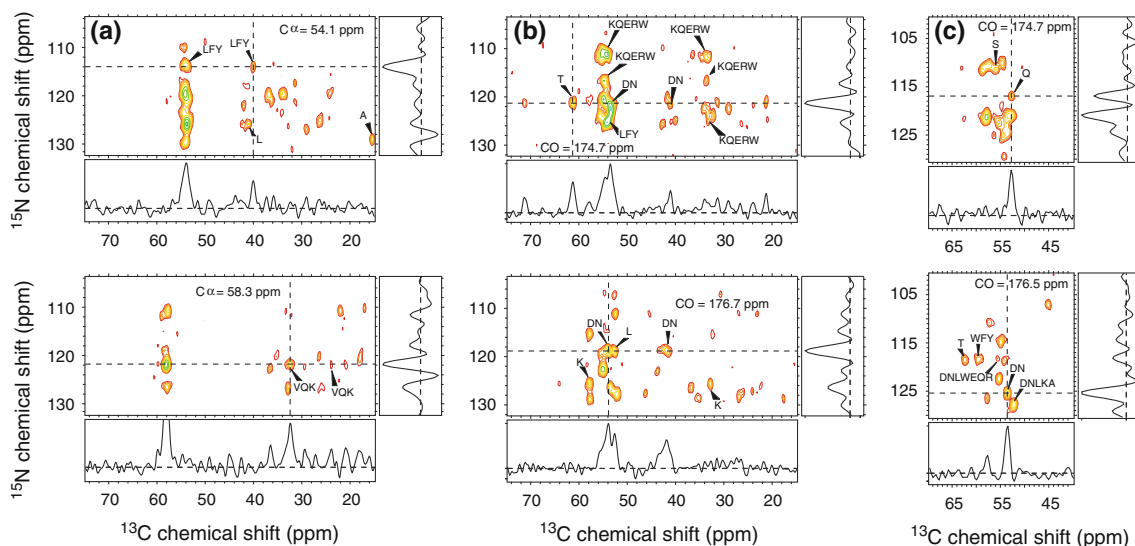 (a)
Cα = 54.1 ppm
LFY
LFY
L
A
110
120
130
70 60 50 40 30 20
15N chemical shift (ppm)
(b)
CO = 174.7 ppm
KQERW
KQERW
KQERW
KQERW
KQERW
T
DN
DN
LFY
110
120
130
70 60 50 40 30 20
(c)
CO = 174.7 ppm
S
Q
105
115
125
65 55 45
Cα = 58.3 ppm
VQK
VQK
110
120
130
70 60 50 40 30 20
15N chemical shift (ppm)
13C chemical shift (ppm)
CO = 176.7 ppm
DN
L
DN
K
K
110
120
130
70 60 50 40 30 20
13C chemical shift (ppm)
CO = 176.5 ppm
T
WFY
DNLWEQR
DN
DNLKA
105
115
125
65 55 45
13C chemical shift (ppm)